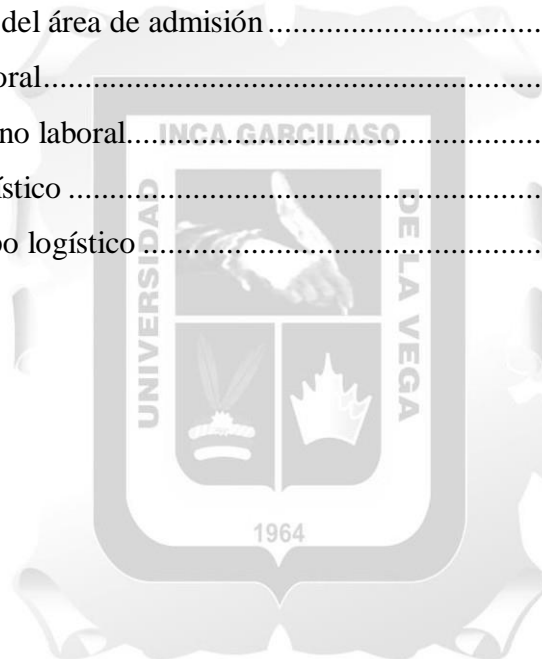 del área de admisión ..............................
oral..............................................................
no laboral...................................................
ístico ..........................................................
po logístico ................................................
INCA GARCILASO
UNIVERSIDAD
DE LA VEGA
1964